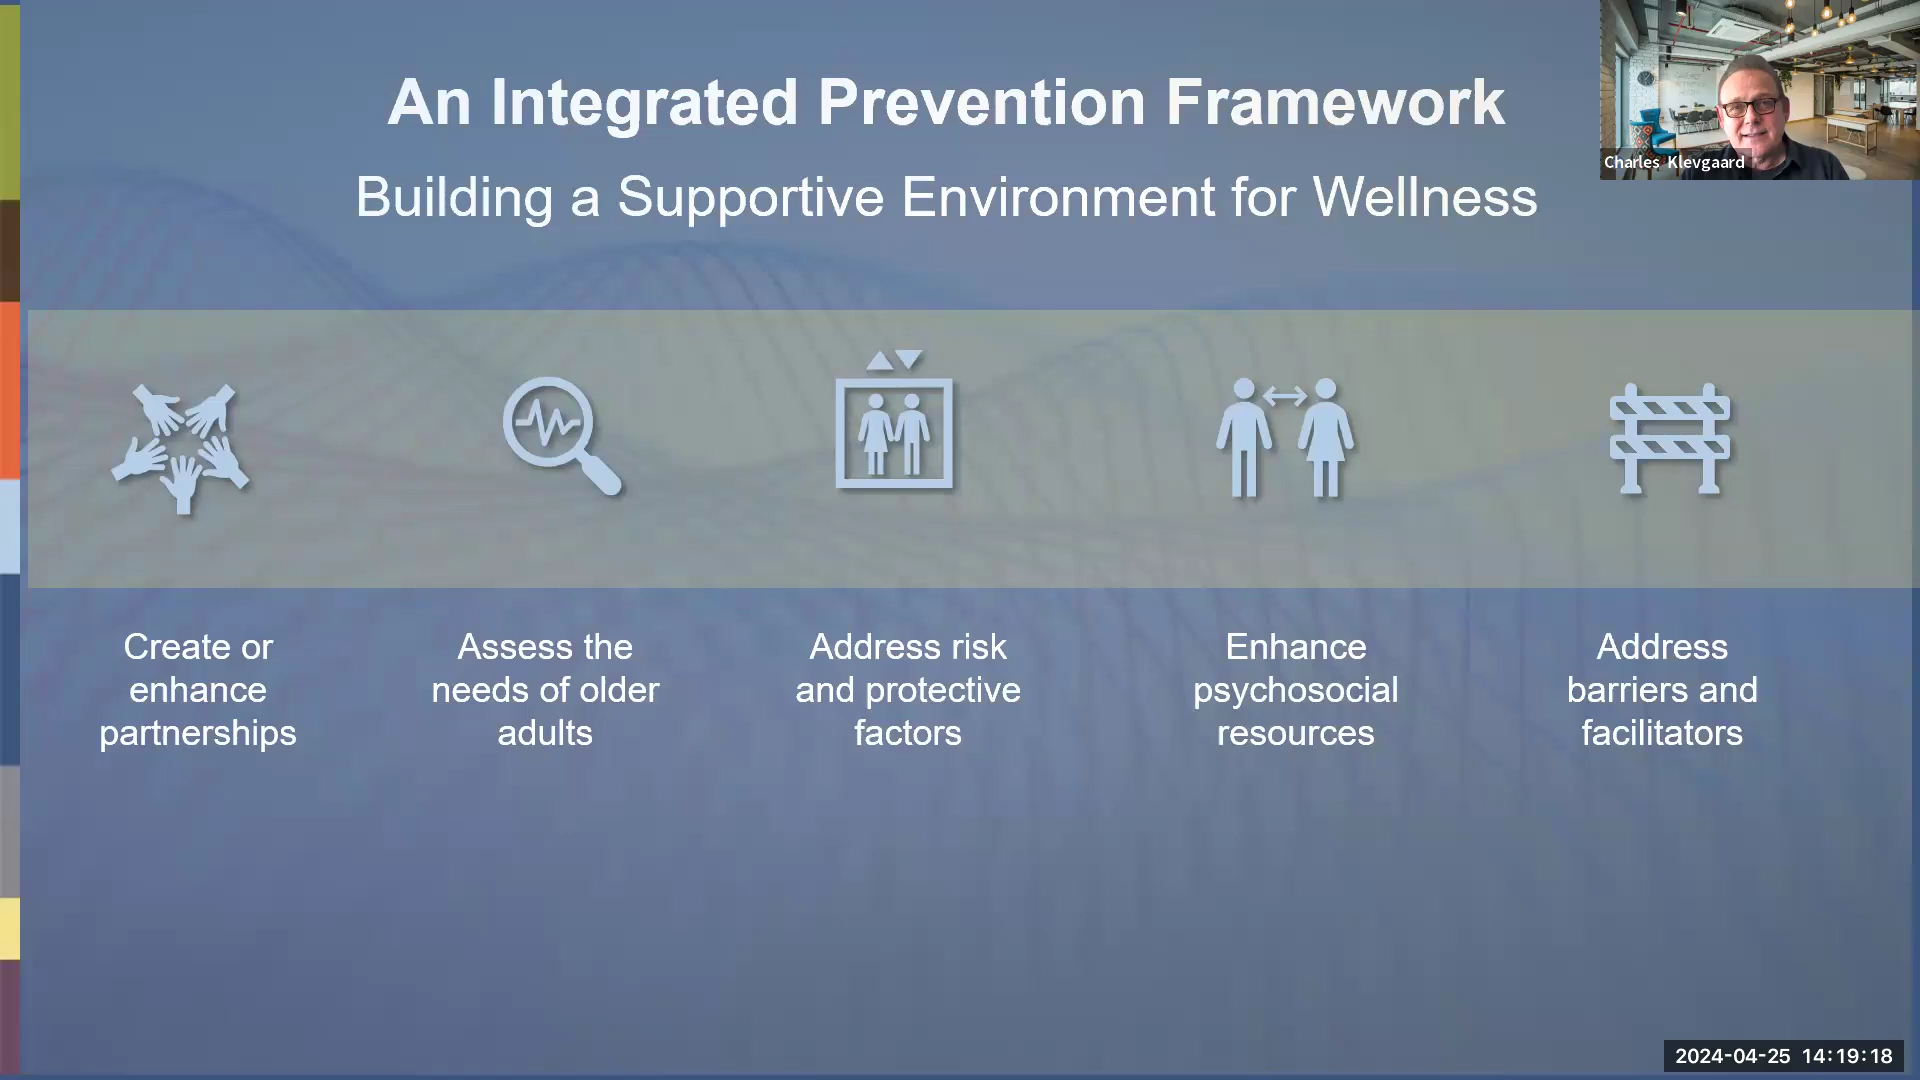 An Integrated Prevention Framework
Building a Supportive Environment for Wellness
Charles Klevgaard
Create or
enhance
partnerships
Assess the
needs of older
adults
Address risk
and protective
factors
Enhance
psychosocial
resources
Address
barriers and
facilitators
2024-04-25 14:19:18